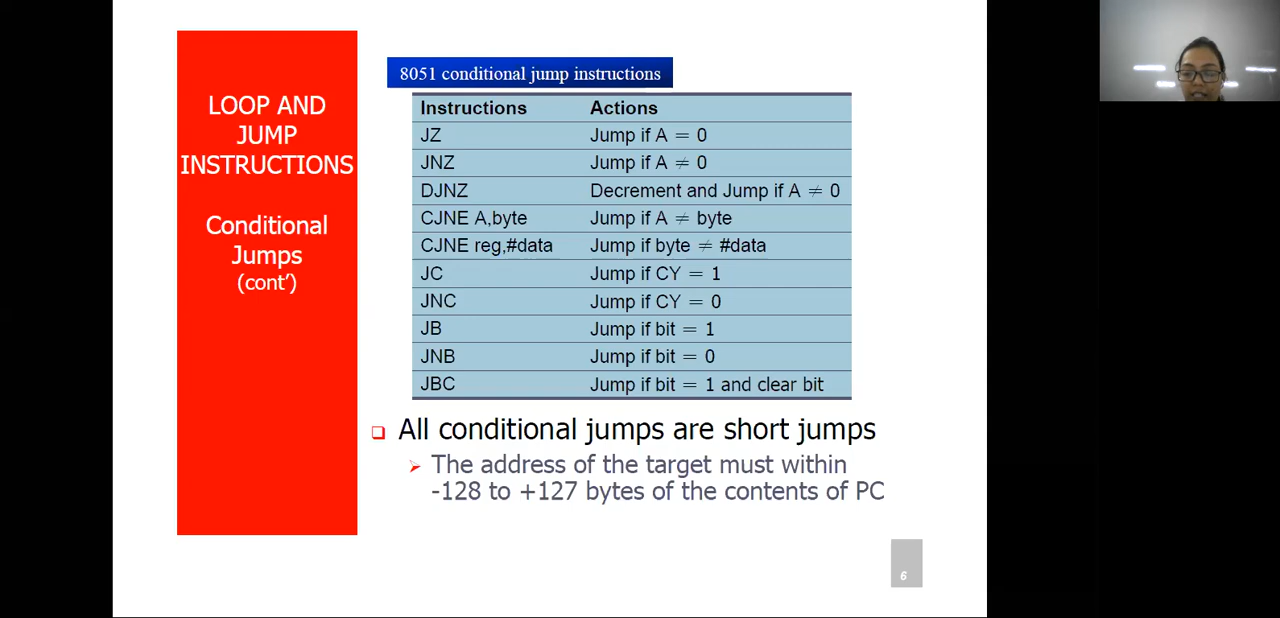 LOOP AND
JUMP
INSTRUCTIONS
Conditional
Jumps
(cont’)
8051 conditional jump instructions
Instructions Actions
JZ Jump if A = 0
JNZ Jump if A ≠ 0
DJNZ Decrement and Jump if A ≠ 0
CJNE A,byte Jump if A ≠ byte
CJNE reg,#data Jump if byte ≠ #data
JC Jump if CY = 1
JNC Jump if CY = 0
JB Jump if bit = 1
JNB Jump if bit = 0
JBC Jump if bit = 1 and clear bit
All conditional jumps are short jumps
The address of the target must within
-128 to +127 bytes of the contents of PC
6